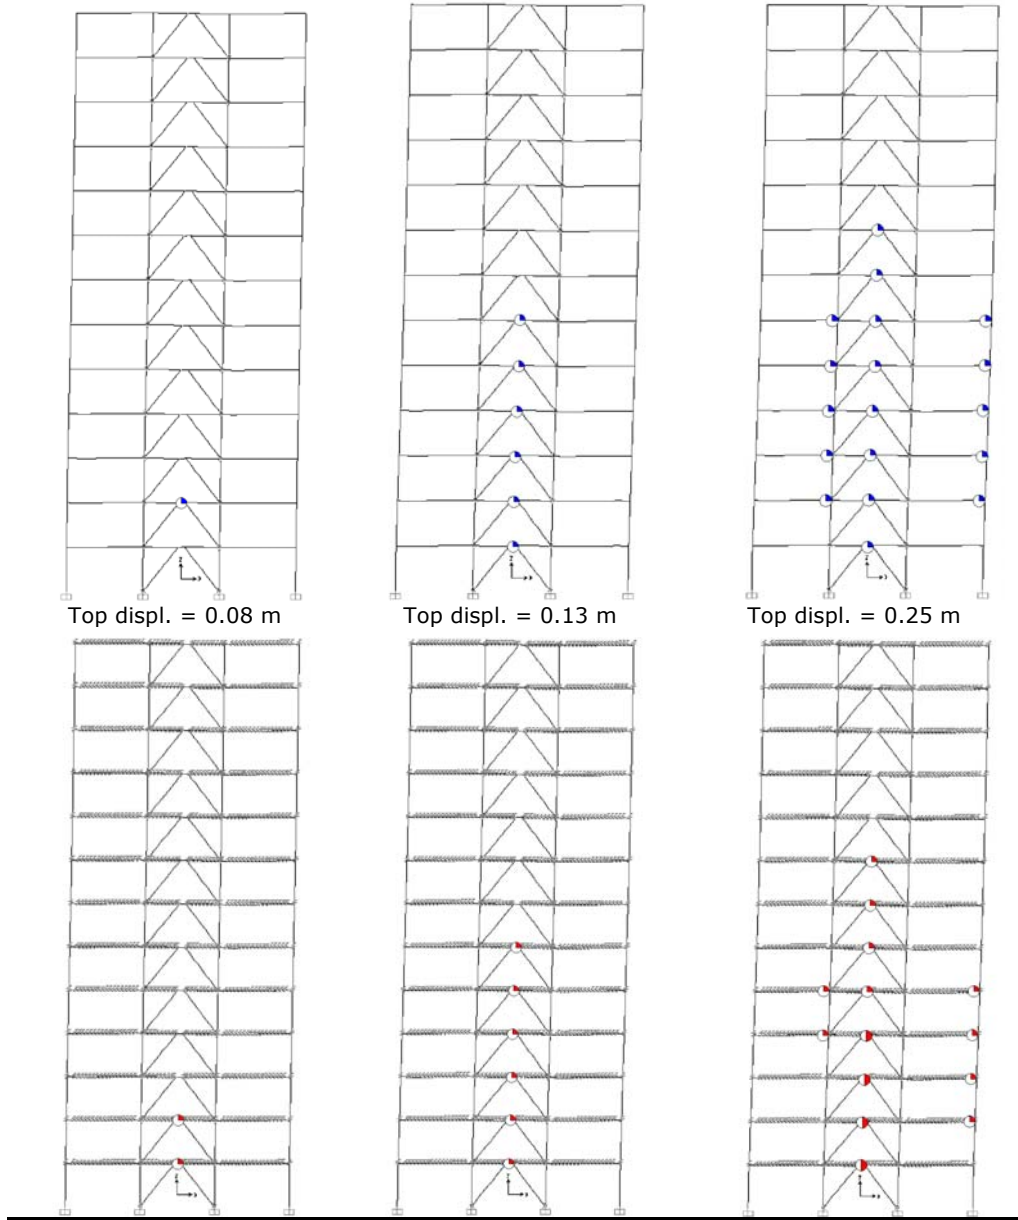 Top displ. = 0.08 m
Top displ. = 0.13 m
Top displ. = 0.25 m